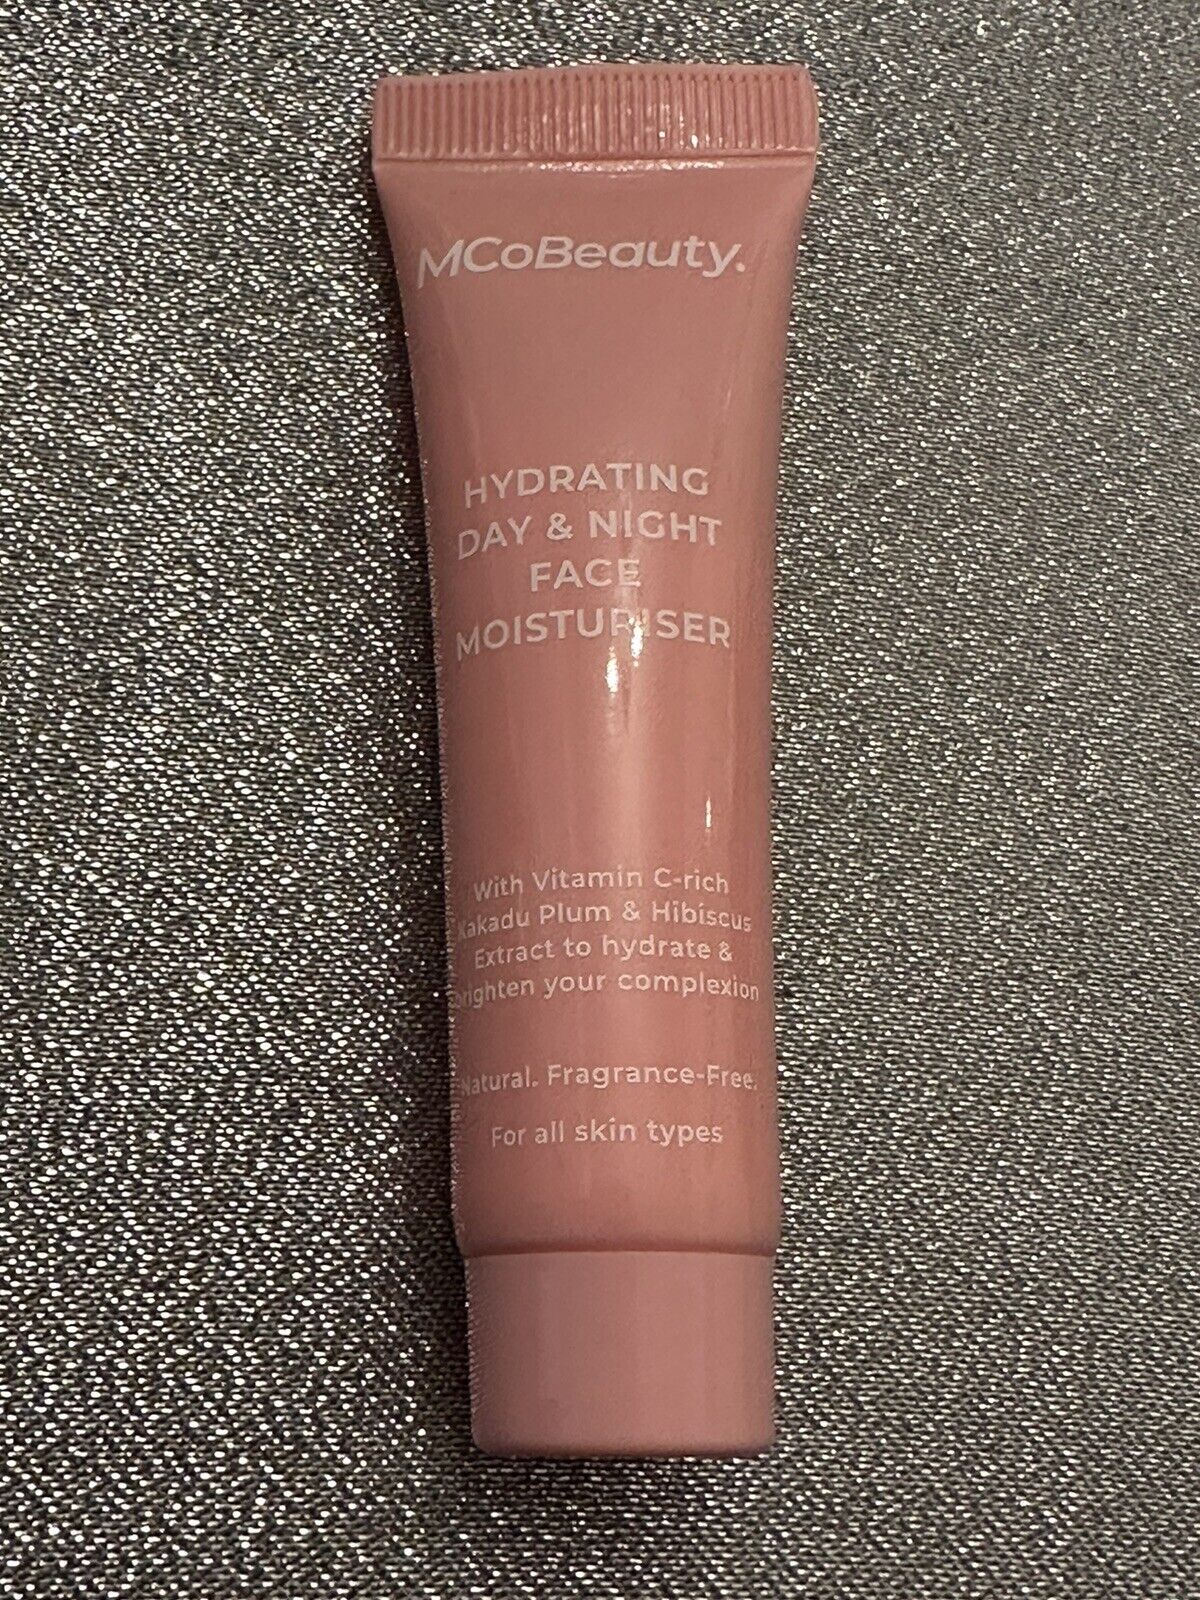 MCoBeauty.
HYDRATING
DAY & NIGHT
FACE
MOISTURISER
With Vitamin C-rich
Kakadu Plum & Hibiscus
Extract to hydrate &
brighten your complexion
Natural. Fragrance-Free.
For all skin types